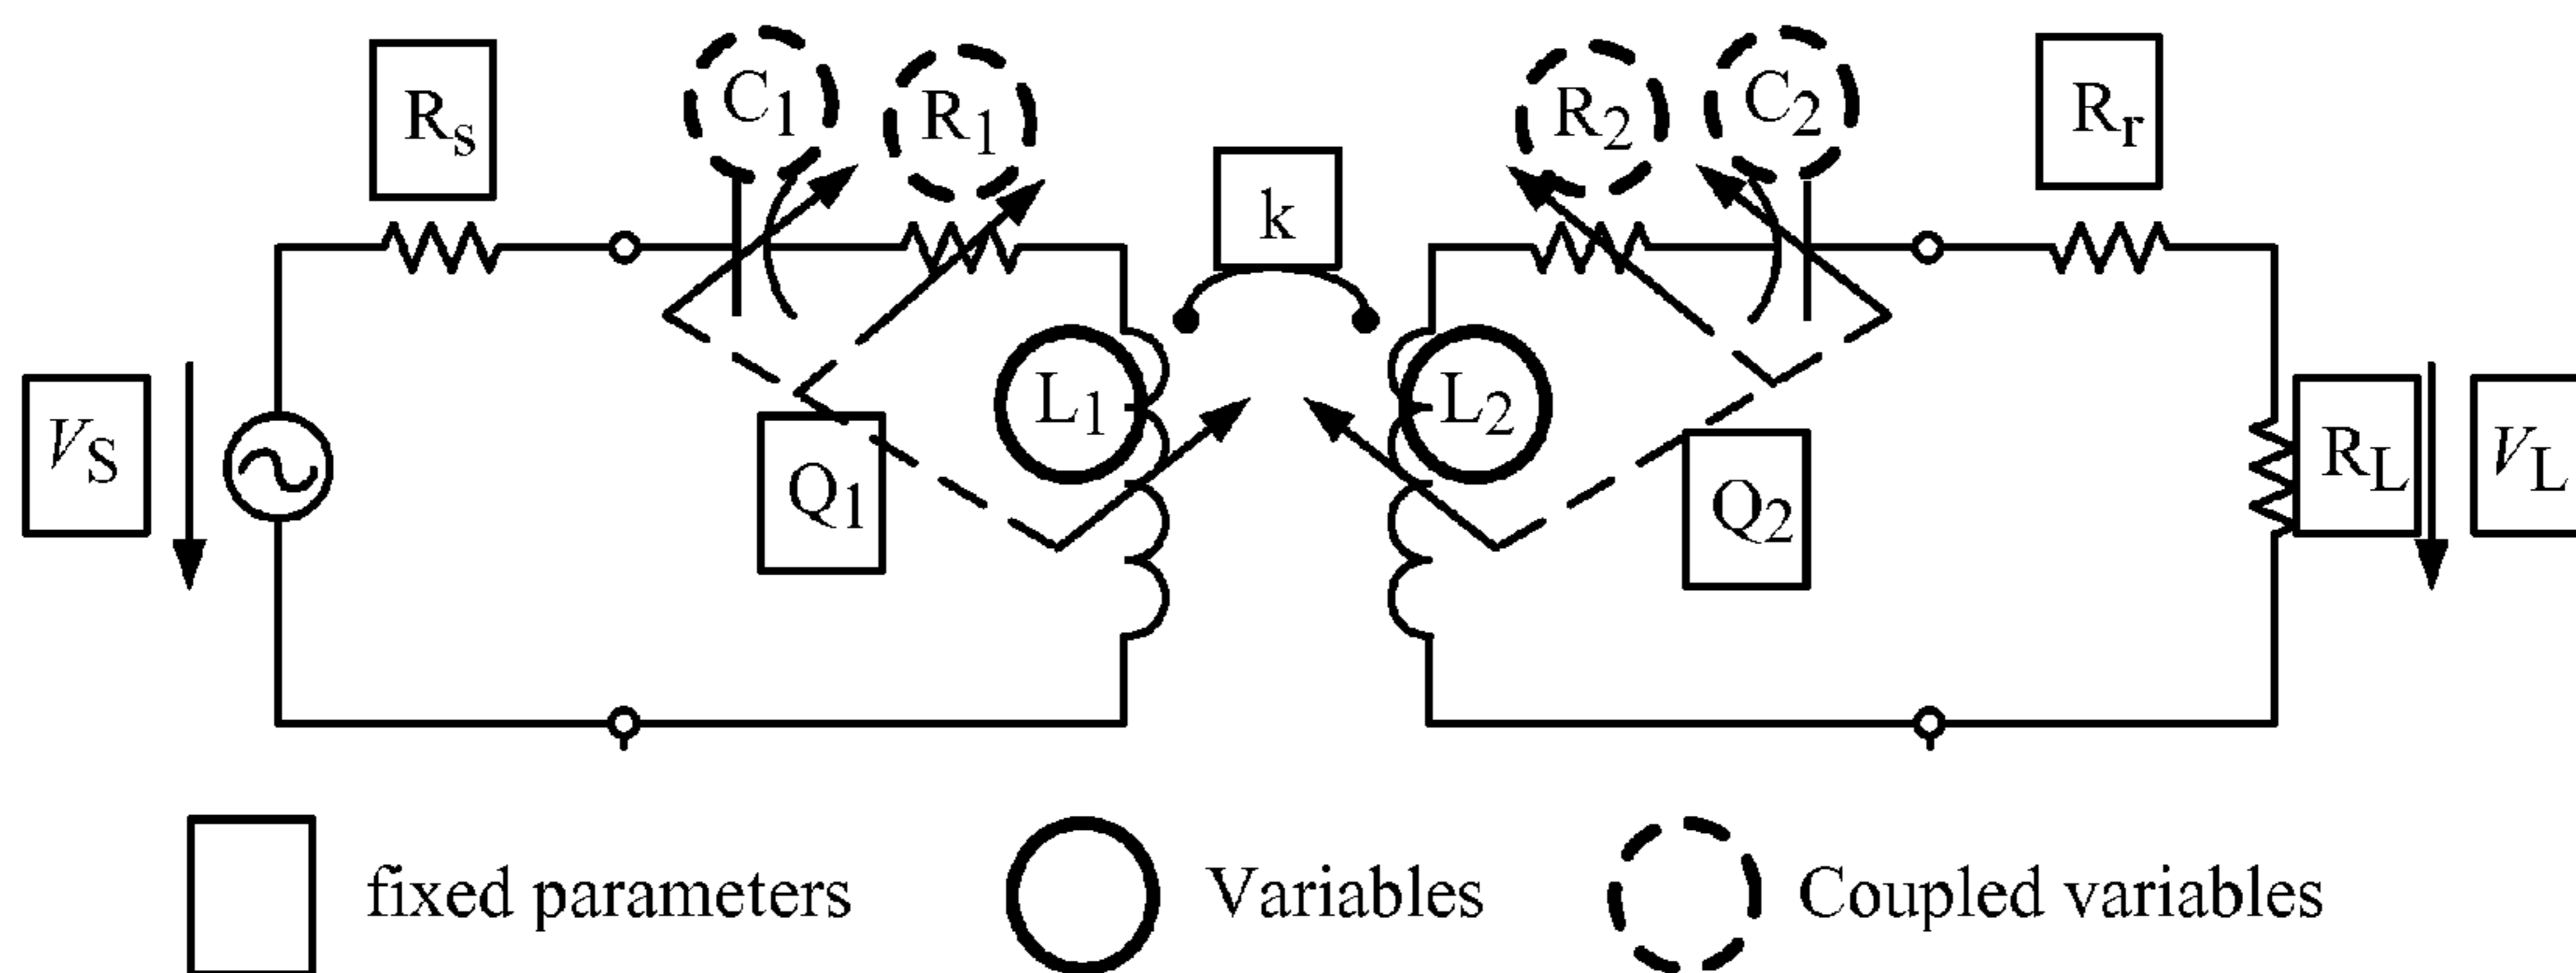 Rs C1 R1 R2 C2 Rr
k
VS L1 L2 RL VL
Q1 Q2
fixed parameters Variables Coupled variables